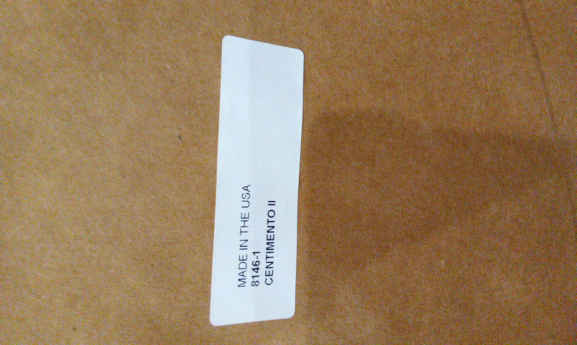 MADE IN THE USA
8146-1
CENTIMENTO II